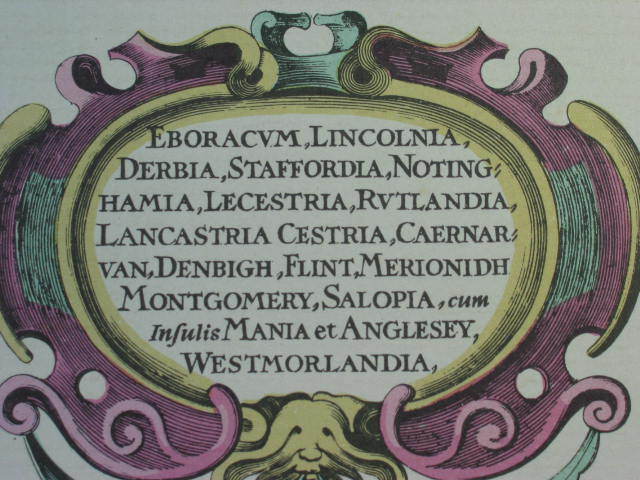 EBORACVM, LINCOLNIA,
DERBIA, STAFFORDIA, NOTING:
HAMIA, LECESTRIA, RVTLANDIA,
LANCASTRIA CESTRIA, CAERNAR:
VAN, DENBIGH, FLINT, MERIONIDH
MONTGOMERY, SALOPIA, cum
Inſulis MANIA et ANGLESEY,
WESTMORLANDIA,